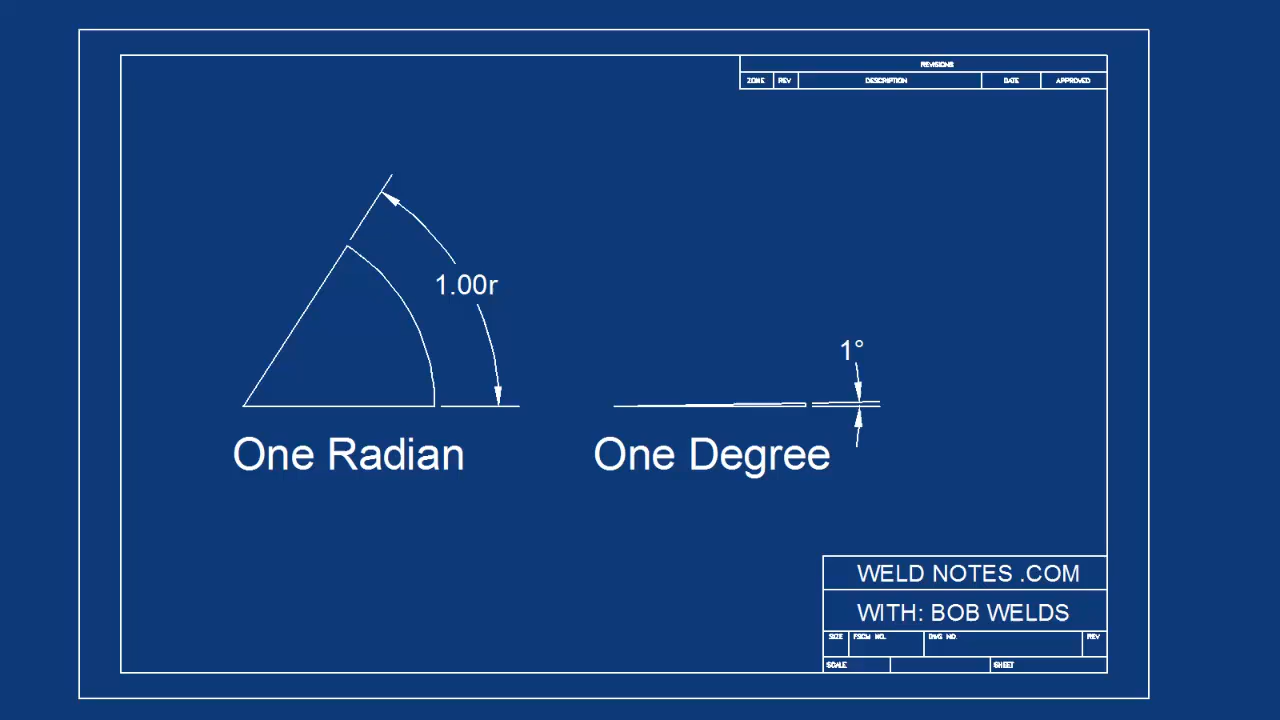 REVISIONS
ZONE REV DESCRIPTION DATE APPROVED
1.00r
1°
One Radian One Degree
WELD NOTES .COM
WITH: BOB WELDS
SIZE FSCM NO. DWG NO. REV
SCALE SHEET